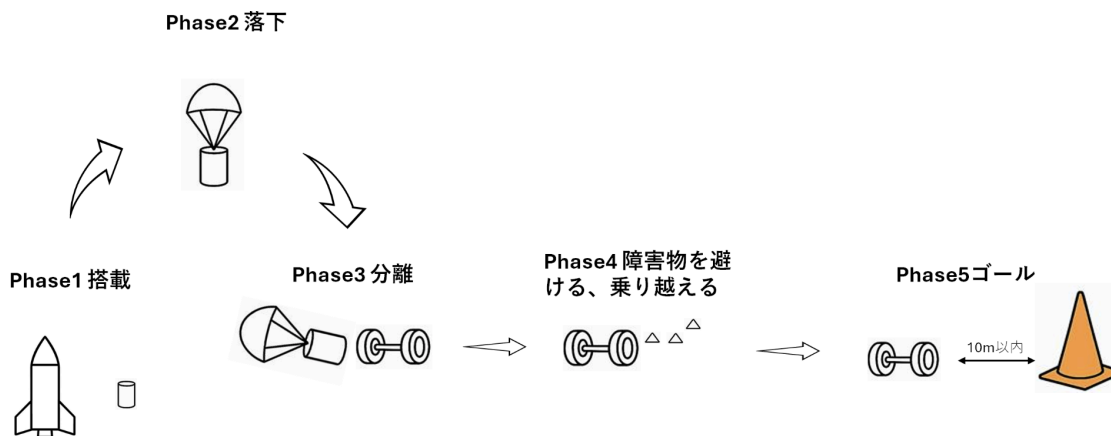 Phase2 落下
Phase1 搭載
Phase3 分離
Phase4 障害物を避
ける、乗り越える
Phase5ゴール
10m以内